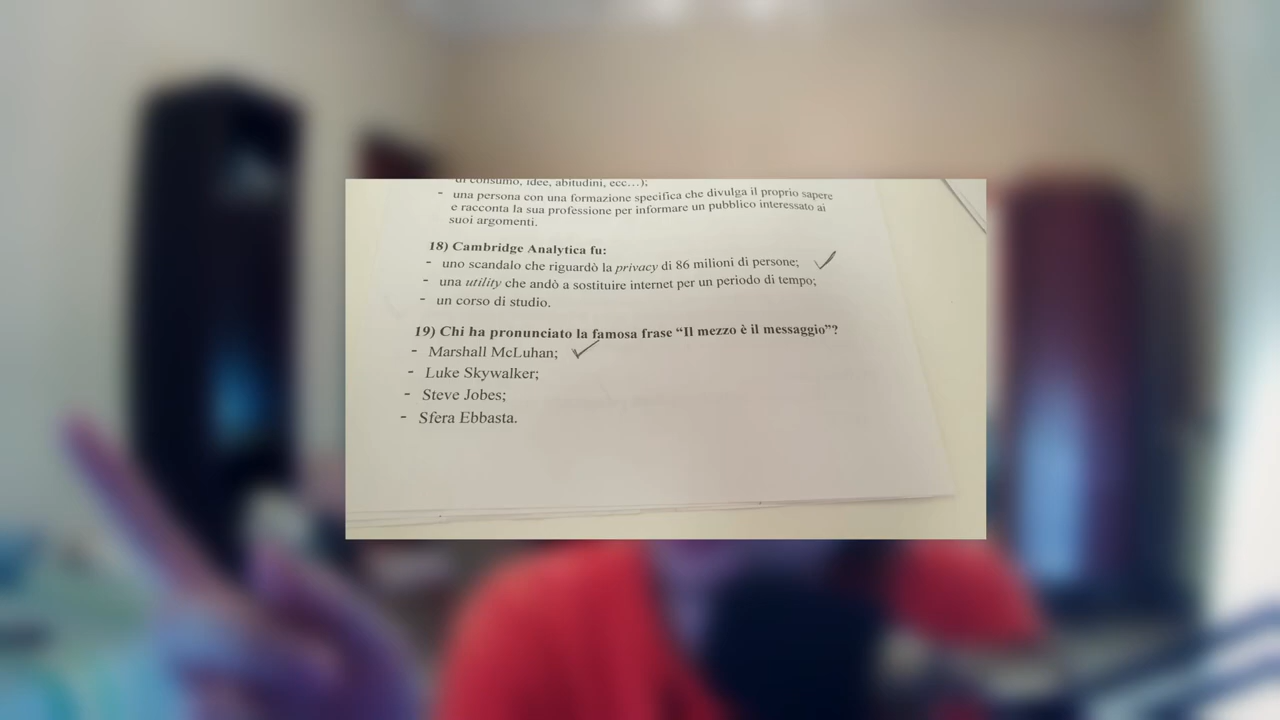 di consumo, idee, abitudini, ecc…);
- una persona con una formazione specifica che divulga il proprio sapere
e racconta la sua professione per informare un pubblico interessato ai
suoi argomenti.
18) Cambridge Analytica fu:
- uno scandalo che riguardò la privacy di 86 milioni di persone;
- una utility che andò a sostituire internet per un periodo di tempo;
- un corso di studio.
19) Chi ha pronunciato la famosa frase “Il mezzo è il messaggio”?
- Marshall McLuhan;
- Luke Skywalker;
- Steve Jobes;
- Sfera Ebbasta.